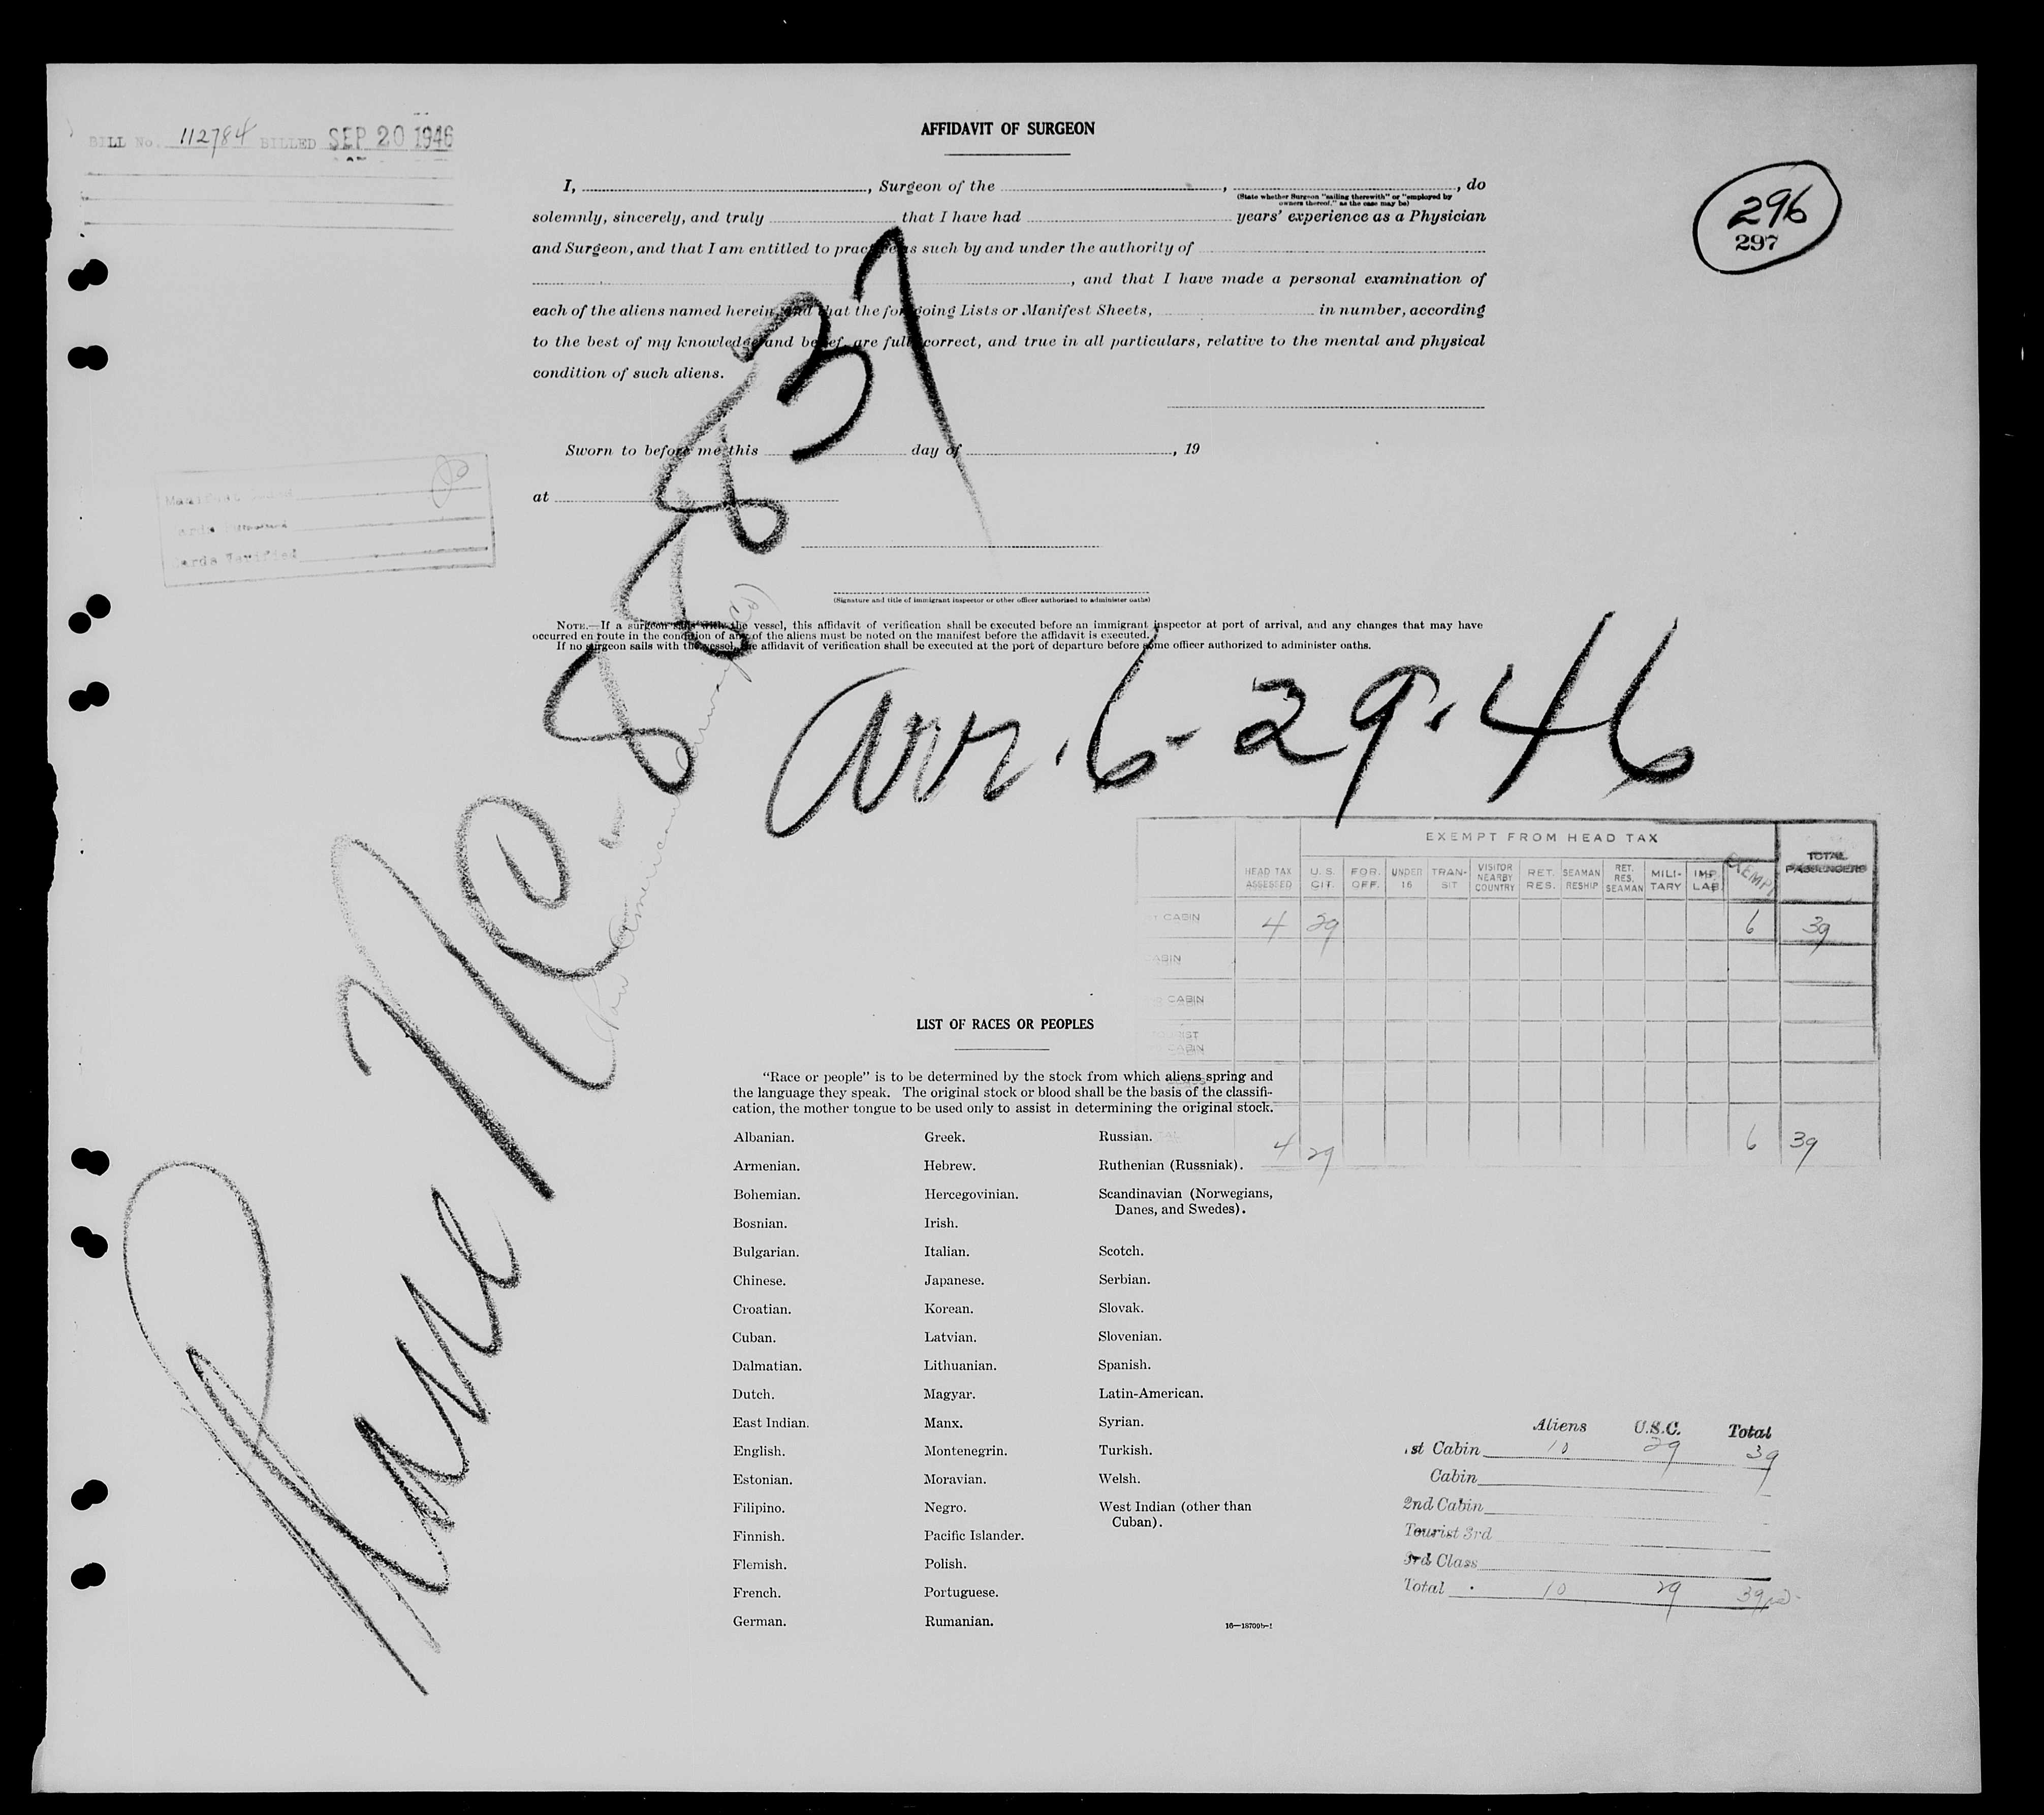 BILL No. 112784 BILLED SEP 20 1946
AFFIDAVIT OF SURGEON
296
297
I, , Surgeon of the , , do
(State whether Surgeon "sailing therewith" or "employed by
owners thereof," as the case may be)
solemnly, sincerely, and truly that I have had years' experience as a Physician
and Surgeon, and that I am entitled to practice as such by and under the authority of
, and that I have made a personal examination of
each of the aliens named herein, and that the foregoing Lists or Manifest Sheets, in number, according
to the best of my knowledge and belief, are full, correct, and true in all particulars, relative to the mental and physical
condition of such aliens.
Sworn to before me this day of , 19
at
Manifest
Cards
Cards Verified
(Signature and title of immigrant inspector or other officer authorized to administer oaths)
NOTE.—If a surgeon sails with the vessel, this affidavit of verification shall be executed before an immigrant inspector at port of arrival, and any changes that may have
occurred en route in the condition of any of the aliens must be noted on the manifest before the affidavit is executed.
If no surgeon sails with the vessel, the affidavit of verification shall be executed at the port of departure before some officer authorized to administer oaths.
Plane NC-88837
Pan American Airways
Arr. 6-29-46
EXEMPT FROM HEAD TAX
HEAD TAX ASSESSED U.S. CIT. FOR. OFF. UNDER 16 TRAN-SIT VISITOR NEARBY COUNTRY RET. RES. SEAMAN RESHIP RET. RES. SEAMAN MILI-TARY IMP. LAB. EXEMPT TOTAL PASSENGERS
CABIN 4 29 6 39
CABIN
CABIN
TOURIST CABIN
TOTAL 4 29 6 39
LIST OF RACES OR PEOPLES
"Race or people" is to be determined by the stock from which aliens spring and
the language they speak. The original stock or blood shall be the basis of the classifi-
cation, the mother tongue to be used only to assist in determining the original stock.
Albanian. Greek. Russian.
Armenian. Hebrew. Ruthenian (Russniak).
Bohemian. Hercegovinian. Scandinavian (Norwegians,
Danes, and Swedes).
Bosnian. Irish.
Bulgarian. Italian. Scotch.
Chinese. Japanese. Serbian.
Croatian. Korean. Slovak.
Cuban. Latvian. Slovenian.
Dalmatian. Lithuanian. Spanish.
Dutch. Magyar. Latin-American.
East Indian. Manx. Syrian.
English. Montenegrin. Turkish.
Estonian. Moravian. Welsh.
Filipino. Negro. West Indian (other than
Cuban).
Finnish. Pacific Islander.
Flemish. Polish.
French. Portuguese.
German. Rumanian.
16—18709b-1
Aliens U.S.C. Total
1st Cabin 10 29 39
Cabin
2nd Cabin
Tourist 3rd
3rd Class
Total 10 29 39